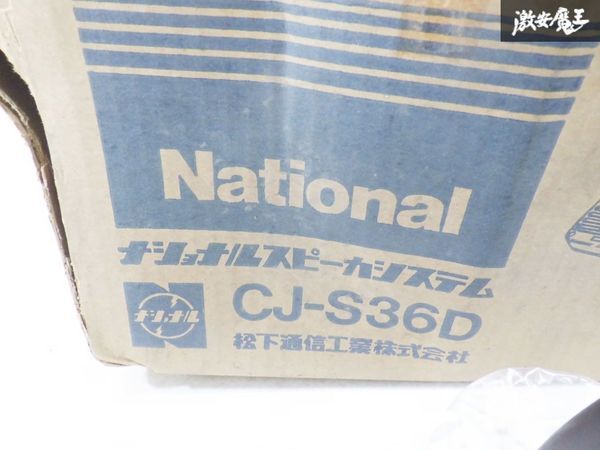 激安魔王
National
ナショナルスピーカシステム
ナショナル
CJ-S36D
松下通信工業株式会社